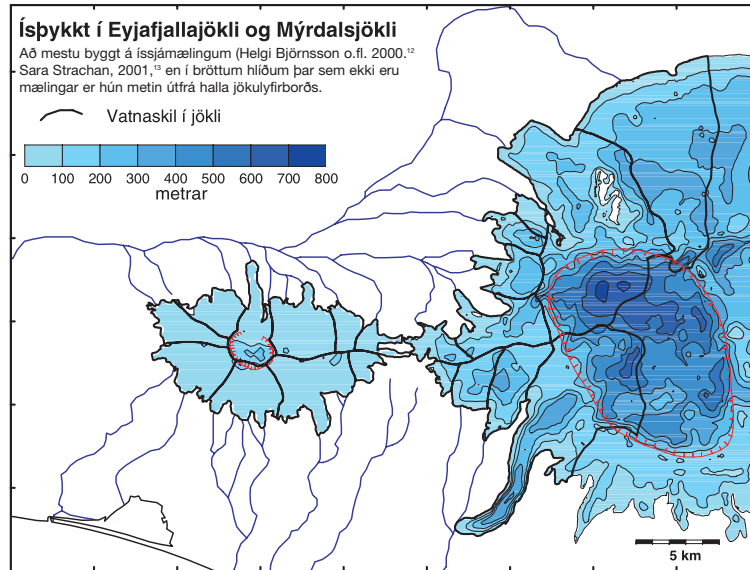 Ísþykkt í Eyjafjallajökli og Mýrdalsjökli
Að mestu byggt á íssjámælingum (Helgi Björnsson o.fl. 2000.¹²
Sara Strachan, 2001,¹³ en í bröttum hlíðum þar sem ekki eru
mælingar er hún metin útfrá halla jökulyfirborðs.
Vatnaskil í jökli
0 100 200 300 400 500 600 700 800
metrar
5 km